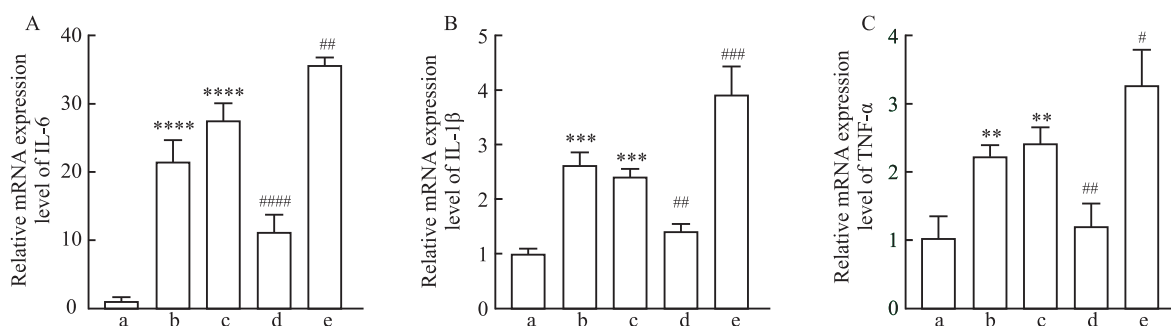 A
Relative mRNA expression
level of IL-6
40
30
20
10
0
****
****
####
##
a b c d e
B
Relative mRNA expression
level of IL-1β
5
4
3
2
1
0
***
***
##
###
a b c d e
C
Relative mRNA expression
level of TNF-α
4
3
2
1
0
**
**
##
#
a b c d e